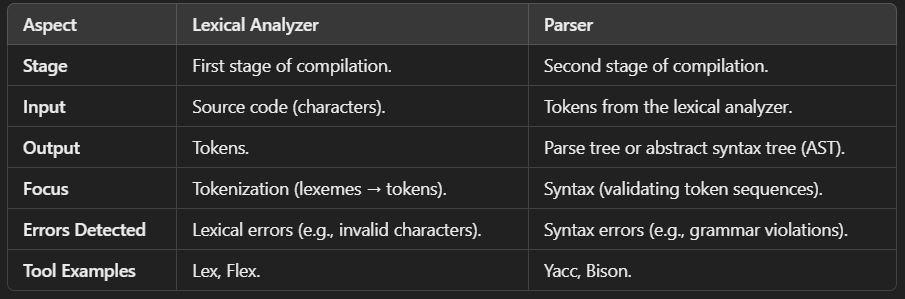 Aspect Lexical Analyzer Parser
Stage First stage of compilation. Second stage of compilation.
Input Source code (characters). Tokens from the lexical analyzer.
Output Tokens. Parse tree or abstract syntax tree (AST).
Focus Tokenization (lexemes → tokens). Syntax (validating token sequences).
Errors Detected Lexical errors (e.g., invalid characters). Syntax errors (e.g., grammar violations).
Tool Examples Lex, Flex. Yacc, Bison.